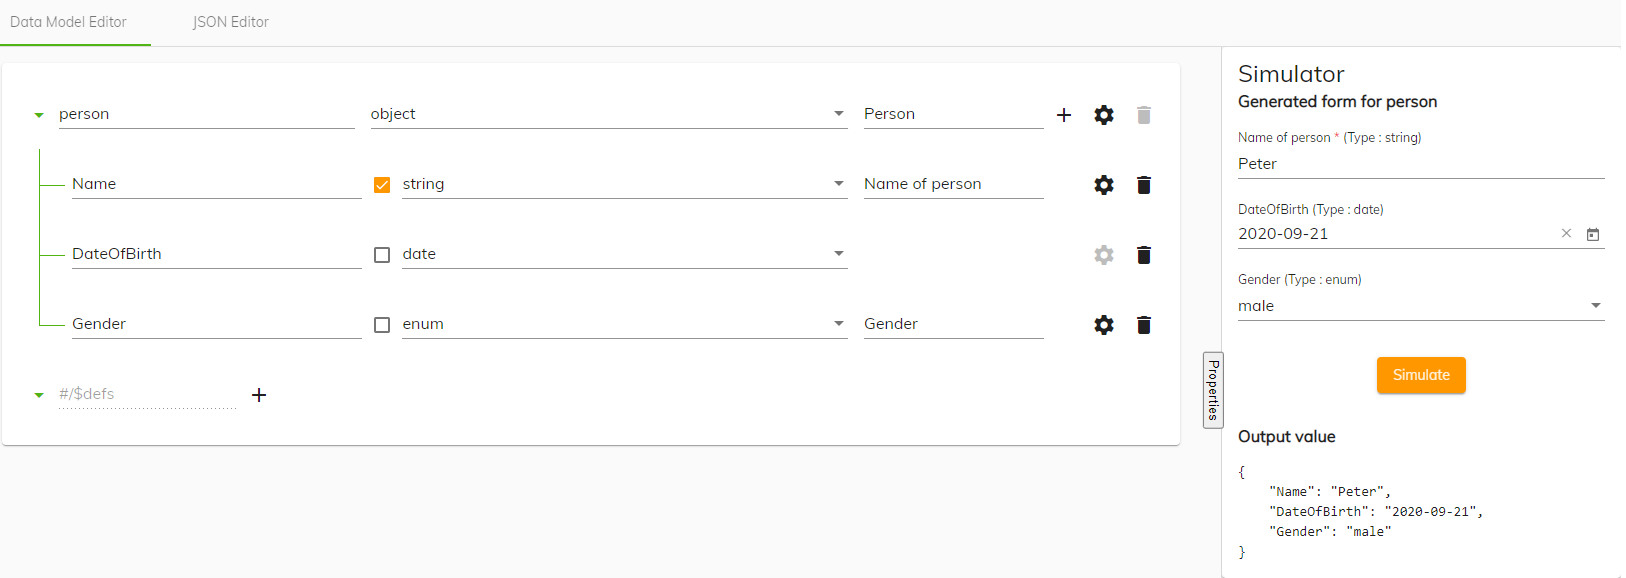 Data Model Editor
JSON Editor
person
object
Person
Name
string
Name of person
DateOfBirth
date
Gender
enum
Gender
#/$defs
Properties
Simulator
Generated form for person
Name of person * (Type : string)
Peter
DateOfBirth (Type : date)
2020-09-21
Gender (Type : enum)
male
Simulate
Output value
{
"Name": "Peter",
"DateOfBirth": "2020-09-21",
"Gender": "male"
}